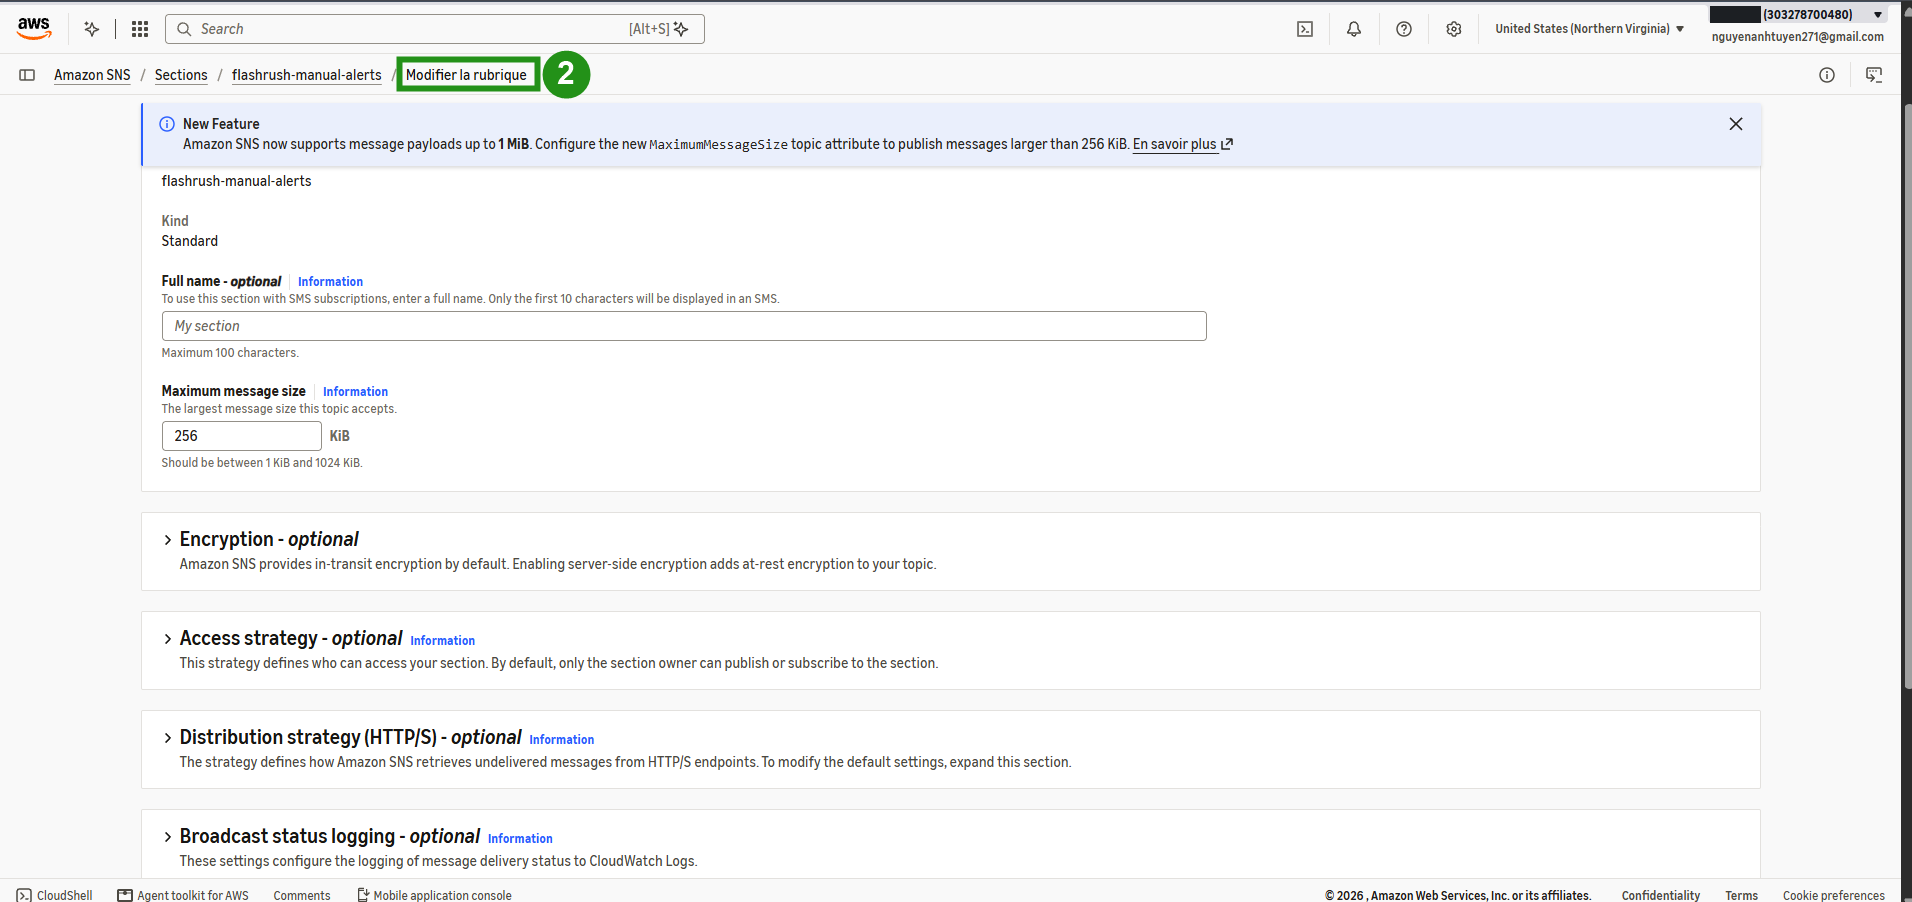 aws
Search [Alt+S]
United States (Northern Virginia)
(303278700480)
nguyenanhtuyen271@gmail.com
Amazon SNS / Sections / flashrush-manual-alerts / Modifier la rubrique 2
New Feature
Amazon SNS now supports message payloads up to 1 MiB. Configure the new MaximumMessageSize topic attribute to publish messages larger than 256 KiB. En savoir plus
flashrush-manual-alerts
Kind
Standard
Full name - optional Information
To use this section with SMS subscriptions, enter a full name. Only the first 10 characters will be displayed in an SMS.
My section
Maximum 100 characters.
Maximum message size Information
The largest message size this topic accepts.
256 KiB
Should be between 1 KiB and 1024 KiB.
Encryption - optional
Amazon SNS provides in-transit encryption by default. Enabling server-side encryption adds at-rest encryption to your topic.
Access strategy - optional Information
This strategy defines who can access your section. By default, only the section owner can publish or subscribe to the section.
Distribution strategy (HTTP/S) - optional Information
The strategy defines how Amazon SNS retrieves undelivered messages from HTTP/S endpoints. To modify the default settings, expand this section.
Broadcast status logging - optional Information
These settings configure the logging of message delivery status to CloudWatch Logs.
CloudShell Agent toolkit for AWS Comments Mobile application console © 2026 , Amazon Web Services, Inc. or its affiliates. Confidentiality Terms Cookie preferences